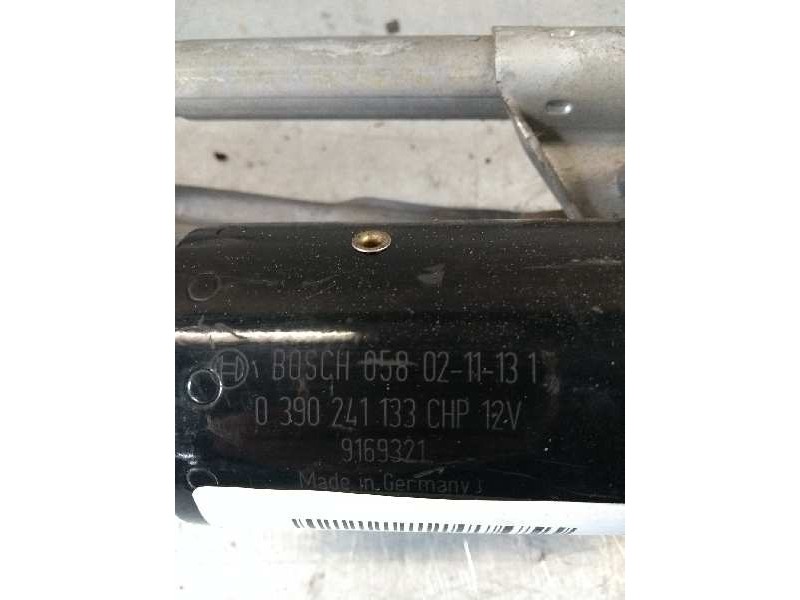 BOSCH 058 02-11-13 1
0 390 241 133 CHP 12V
9169321
Made in Germany